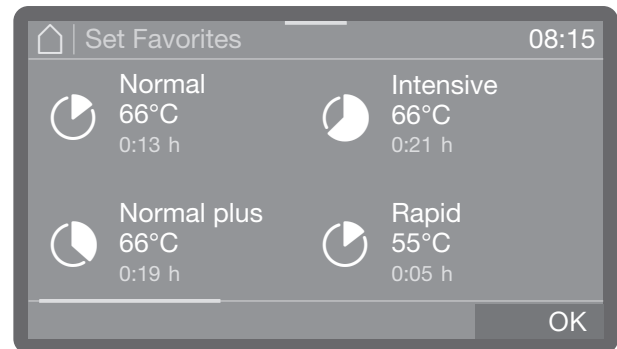 Set Favorites 08:15
Normal
66°C
0:13 h
Intensive
66°C
0:21 h
Normal plus
66°C
0:19 h
Rapid
55°C
0:05 h
OK